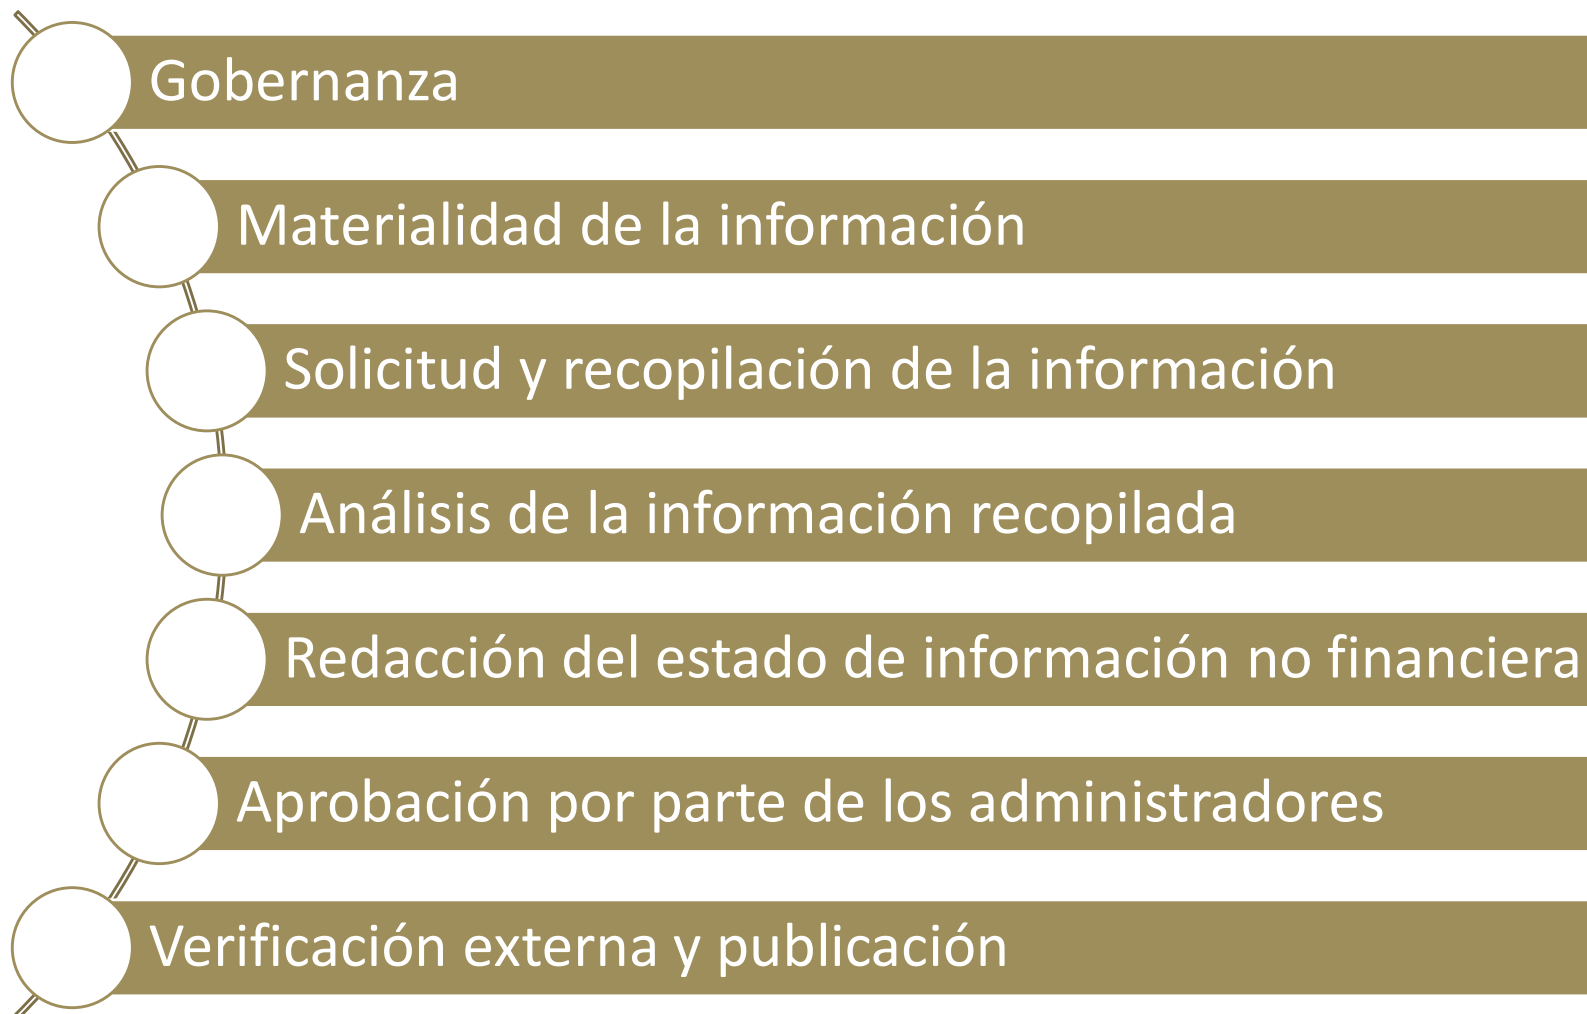 Gobernanza
Materialidad de la información
Solicitud y recopilación de la información
Análisis de la información recopilada
Redacción del estado de información no financiera
Aprobación por parte de los administradores
Verificación externa y publicación